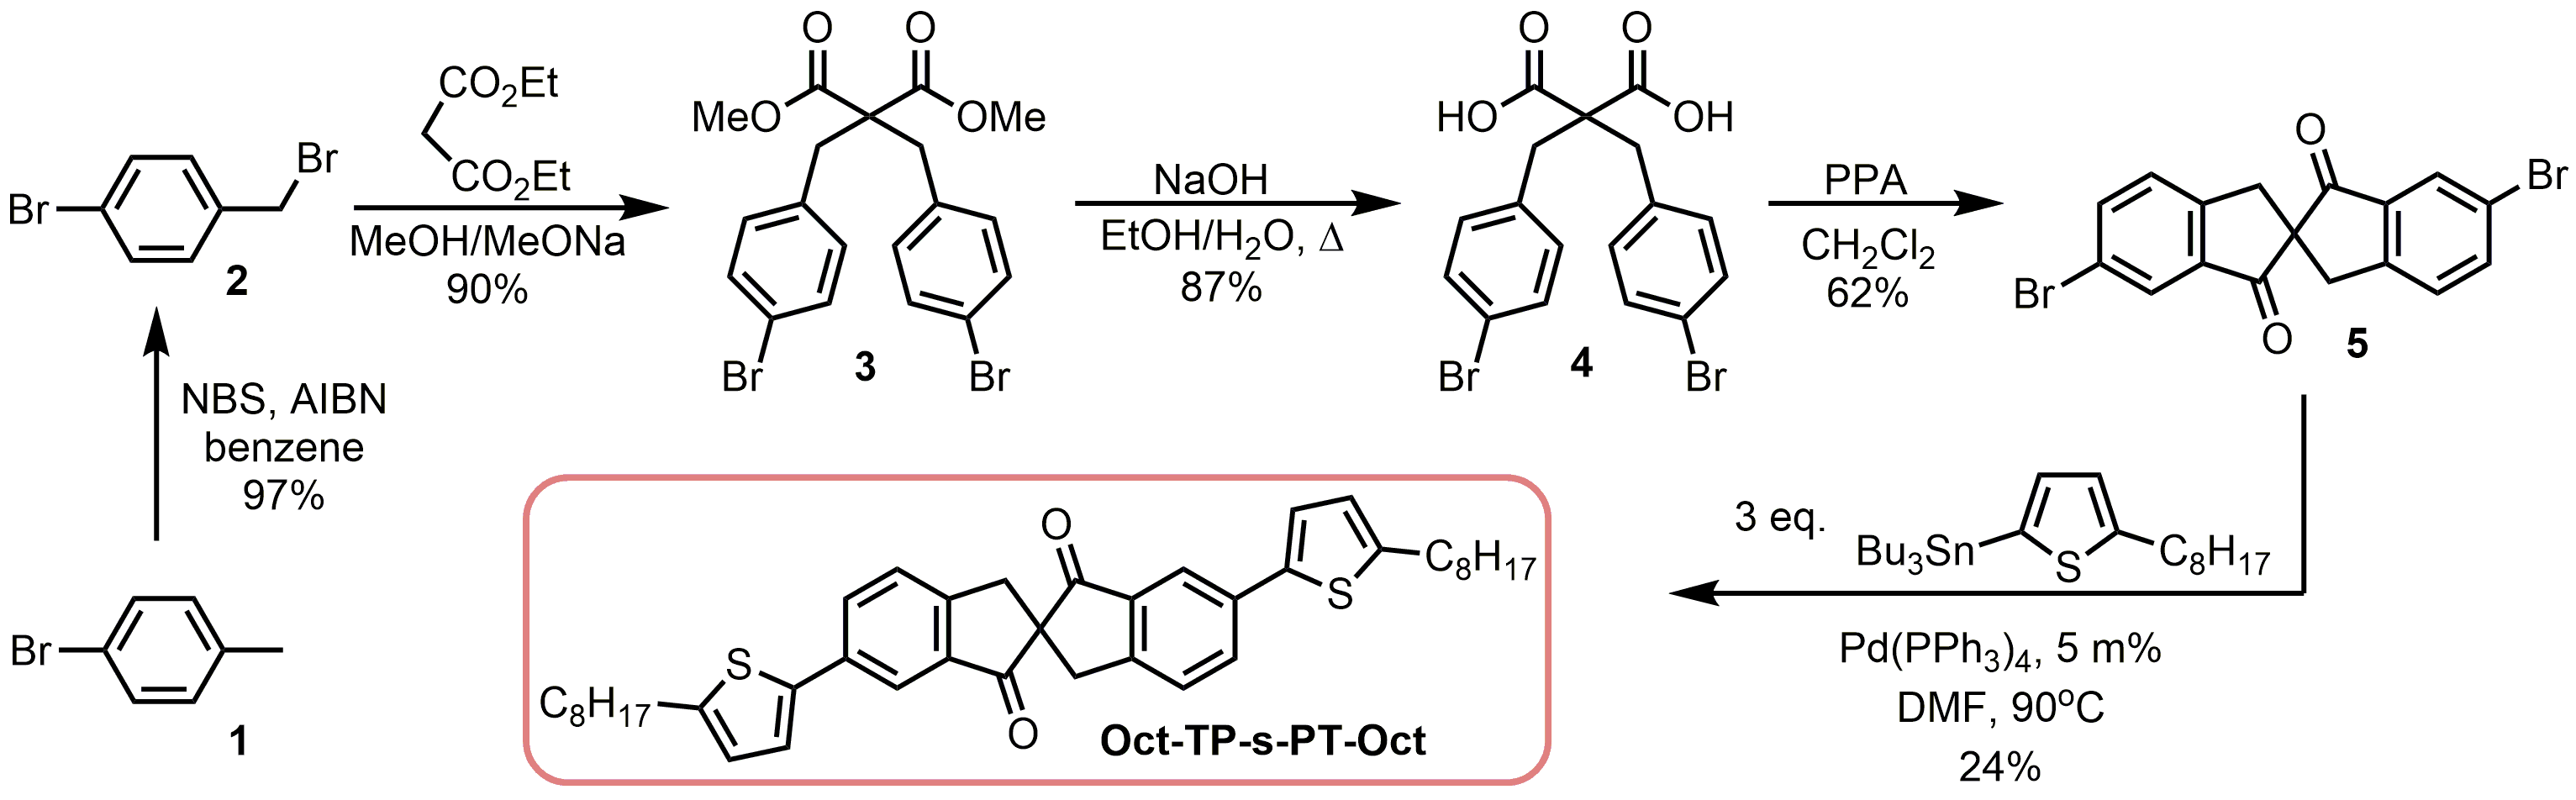 CO₂Et
CO₂Et
MeOH/MeONa
90%
Br
Br
2
O
O
MeO
OMe
Br
Br
3
NaOH
EtOH/H₂O, Δ
87%
O
O
HO
OH
Br
Br
4
PPA
CH₂Cl₂
62%
O
Br
Br
O
5
NBS, AIBN
benzene
97%
Br
1
3 eq.
Bu₃Sn
S
C₈H₁₇
Pd(PPh₃)₄, 5 m%
DMF, 90ºC
24%
O
S
C₈H₁₇
S
C₈H₁₇
O
Oct-TP-s-PT-Oct